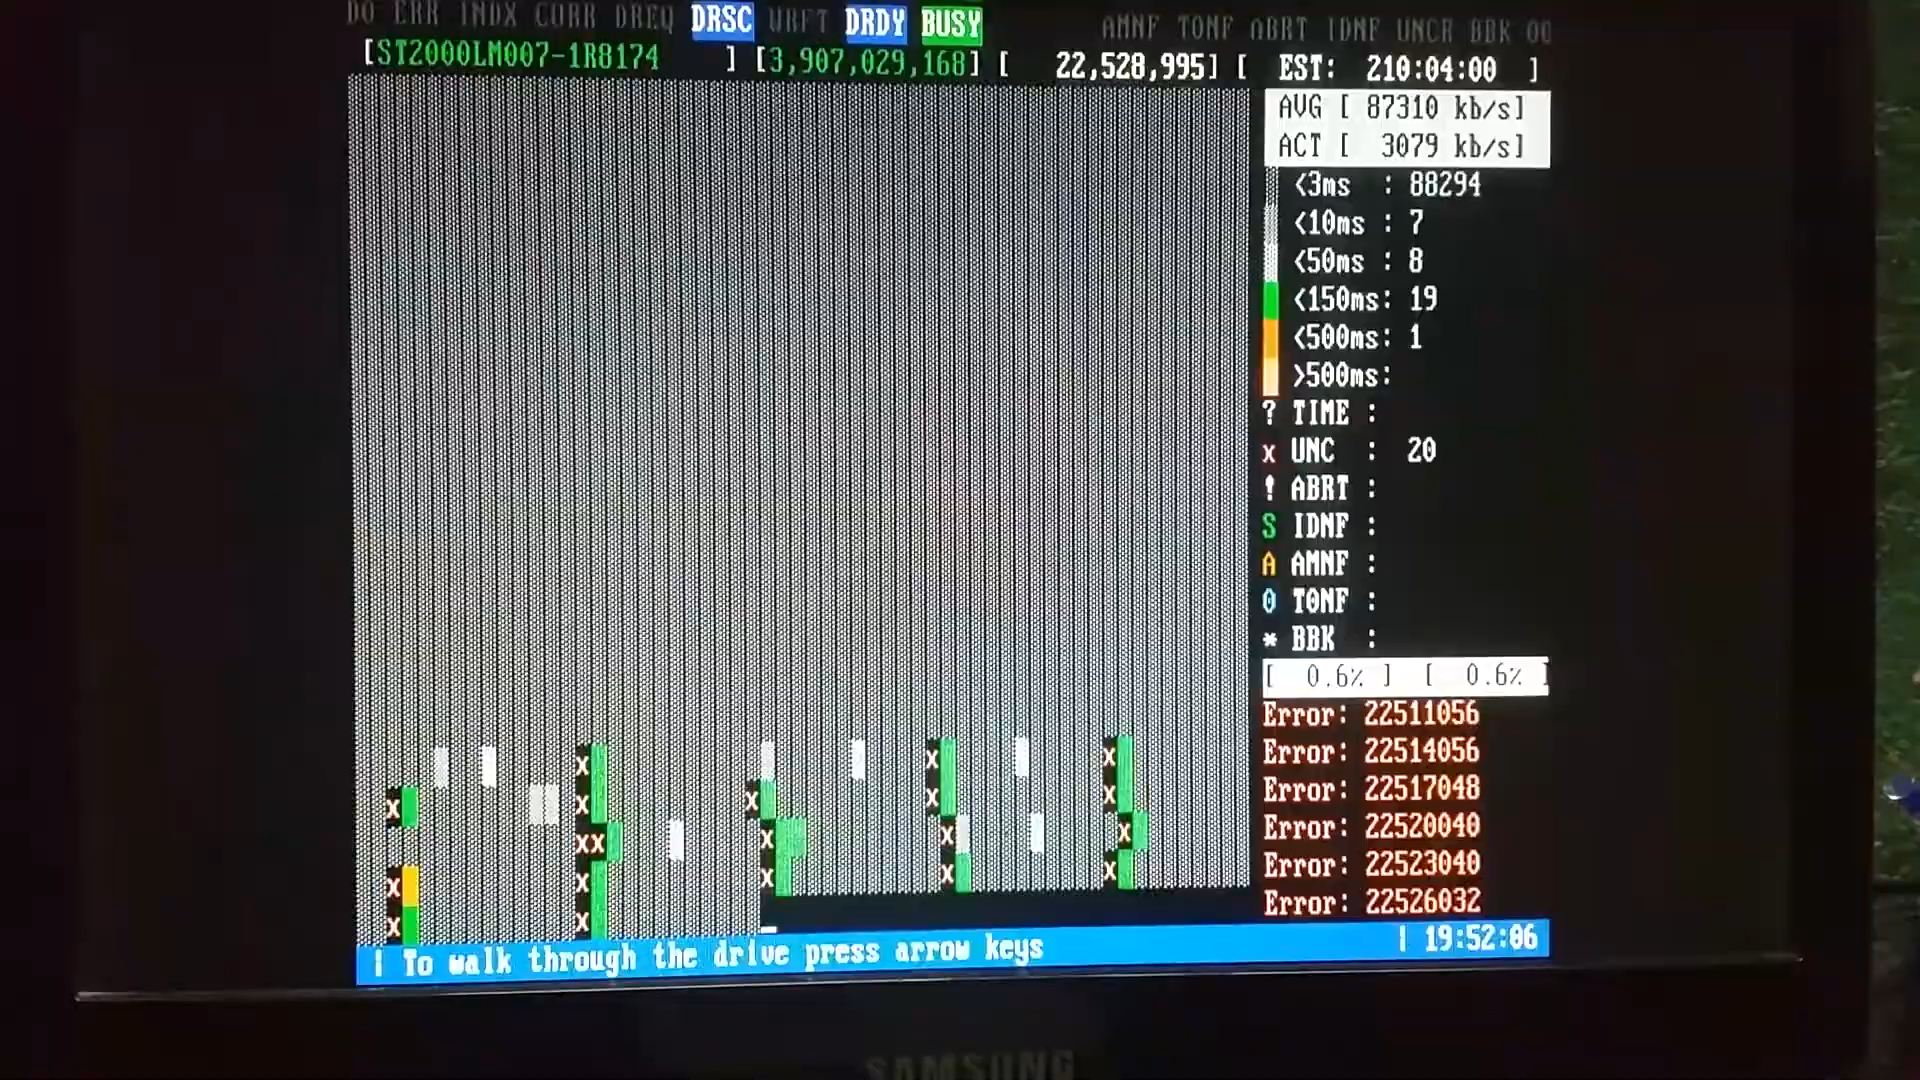 DO ERR INDX CORR DREQ DRSC WRFT DRDY BUSY AMNF TONF ABRT IDNF UNCR BBK
[ST2000LM007-1R8174 ] [3,907,029,168] [ 22,528,995] [ EST: 210:04:00 ]
AVG [ 87310 kb/s]
ACT [ 3079 kb/s]
<3ms : 88294
<10ms : 7
<50ms : 8
<150ms: 19
<500ms: 1
>500ms:
? TIME :
x UNC : 20
! ABRT :
S IDNF :
A AMNF :
0 T0NF :
* BBK :
[ 0.6% ] [ 0.6% ]
Error: 22511056
Error: 22514056
Error: 22517048
Error: 22520040
Error: 22523040
Error: 22526032
x x x x
x x x x x
xx x x x
x x x x x
x x
¡ To walk through the drive press arrow keys | 19:52:06
SAMSUNG